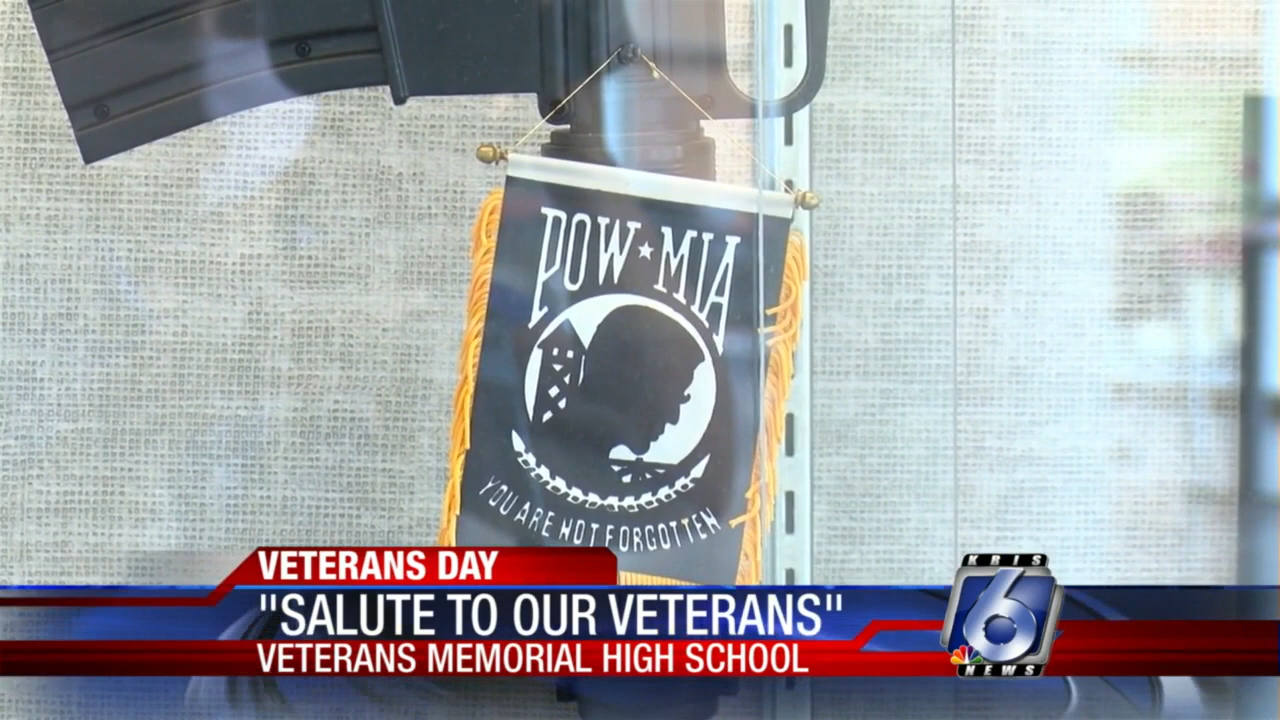 POW★MIA
YOU ARE NOT FORGOTTEN
VETERANS DAY
"SALUTE TO OUR VETERANS"
VETERANS MEMORIAL HIGH SCHOOL
KRIS
6
NEWS